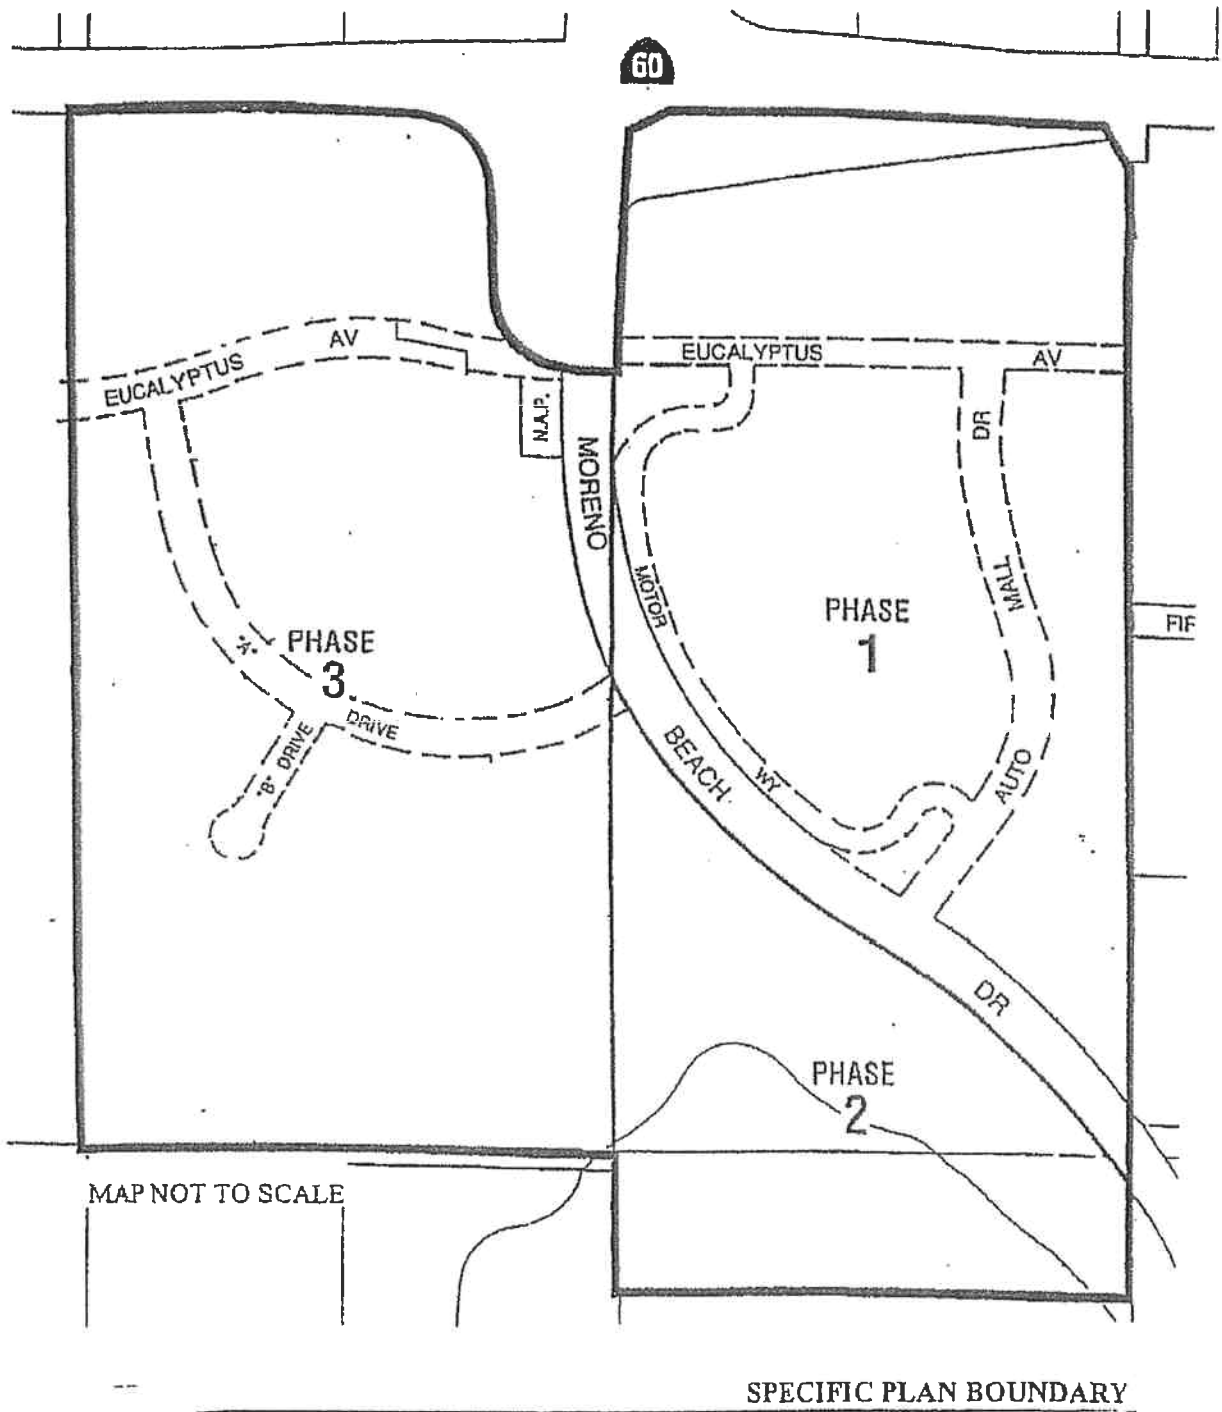 60
EUCALYPTUS AV
EUCALYPTUS AV
N.A.P.
MORENO
DR
MOTOR
MALL
PHASE
1
FIF
"A"
PHASE
3
DRIVE
"B" DRIVE
BEACH
WY
AUTO
DR
PHASE
2
MAP NOT TO SCALE
SPECIFIC PLAN BOUNDARY